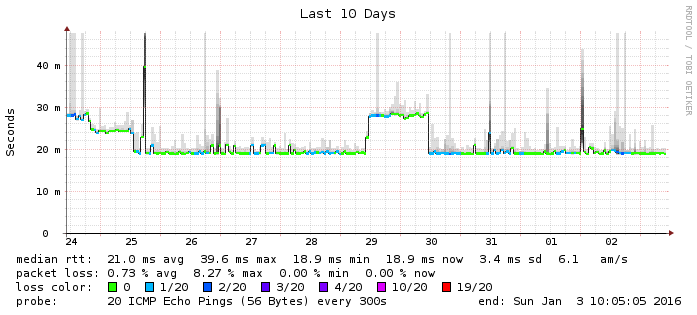 Last 10 Days
RRDTOOL / TOBI OETIKER
Seconds
40 m
30 m
20 m
10 m
0
24 25 26 27 28 29 30 31 01 02
median rtt: 21.0 ms avg 39.6 ms max 18.9 ms min 18.9 ms now 3.4 ms sd 6.1 am/s
packet loss: 0.73 % avg 8.27 % max 0.00 % min 0.00 % now
loss color: 0 1/20 2/20 3/20 4/20 10/20 19/20
probe: 20 ICMP Echo Pings (56 Bytes) every 300s end: Sun Jan 3 10:05:05 2016